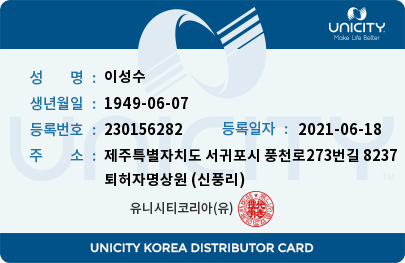 UNICITY
Make Life Better
성 명 : 이성수
생년월일 : 1949-06-07
등록번호 : 230156282 등록일자 : 2021-06-18
주 소 : 제주특별자치도 서귀포시 풍천로273번길 8237
퇴허자명상원 (신풍리)
유니시티코리아(유)
UNICITY
UNICITY KOREA DISTRIBUTOR CARD